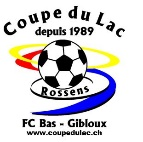 Coupe du Lac
depuis 1989
Rossens
FC Bas - Gibloux
www.coupedulac.ch